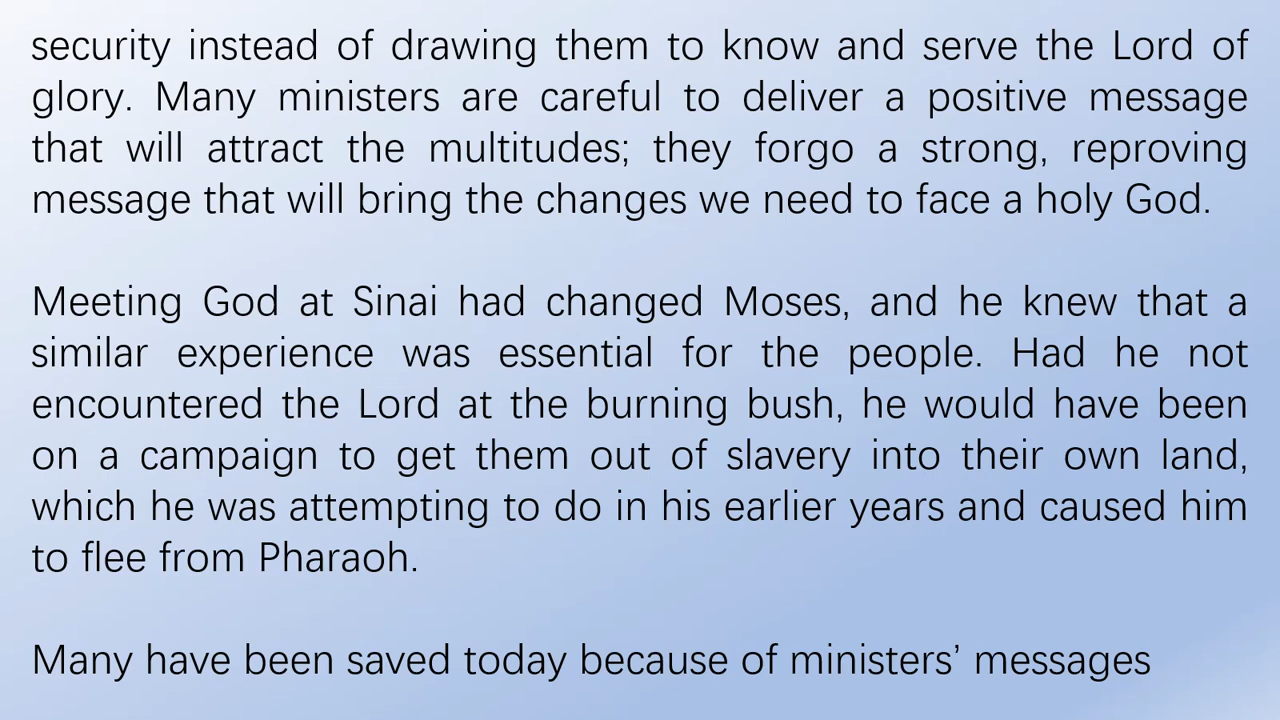 security instead of drawing them to know and serve the Lord of
glory. Many ministers are careful to deliver a positive message
that will attract the multitudes; they forgo a strong, reproving
message that will bring the changes we need to face a holy God.
Meeting God at Sinai had changed Moses, and he knew that a
similar experience was essential for the people. Had he not
encountered the Lord at the burning bush, he would have been
on a campaign to get them out of slavery into their own land,
which he was attempting to do in his earlier years and caused him
to flee from Pharaoh.
Many have been saved today because of ministers’ messages